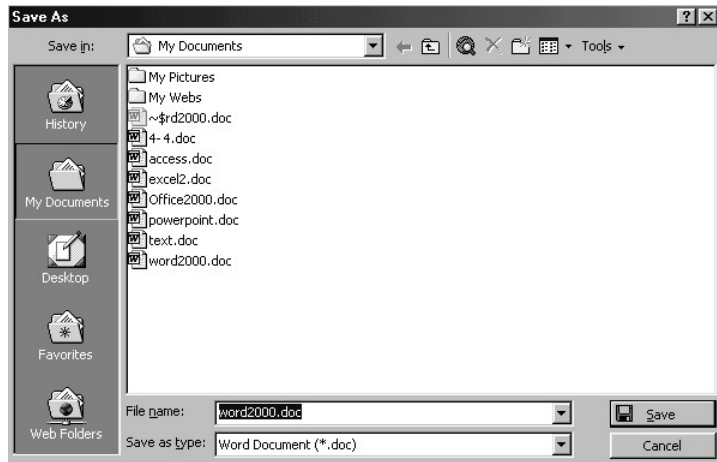 Save As
Save in:
My Documents
Tools
History
My Documents
Desktop
Favorites
Web Folders
My Pictures
My Webs
~$rd2000.doc
4-4.doc
access.doc
excel2.doc
Office2000.doc
powerpoint.doc
text.doc
word2000.doc
File name:
word2000.doc
Save
Save as type:
Word Document (*.doc)
Cancel